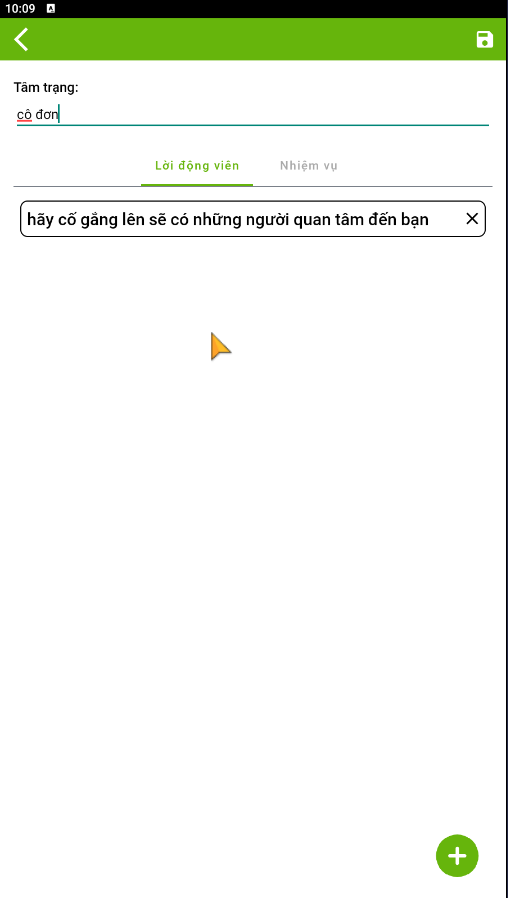 10:09
Tâm trạng:
cô đơn
Lời động viên
Nhiệm vụ
hãy cố gắng lên sẽ có những người quan tâm đến bạn